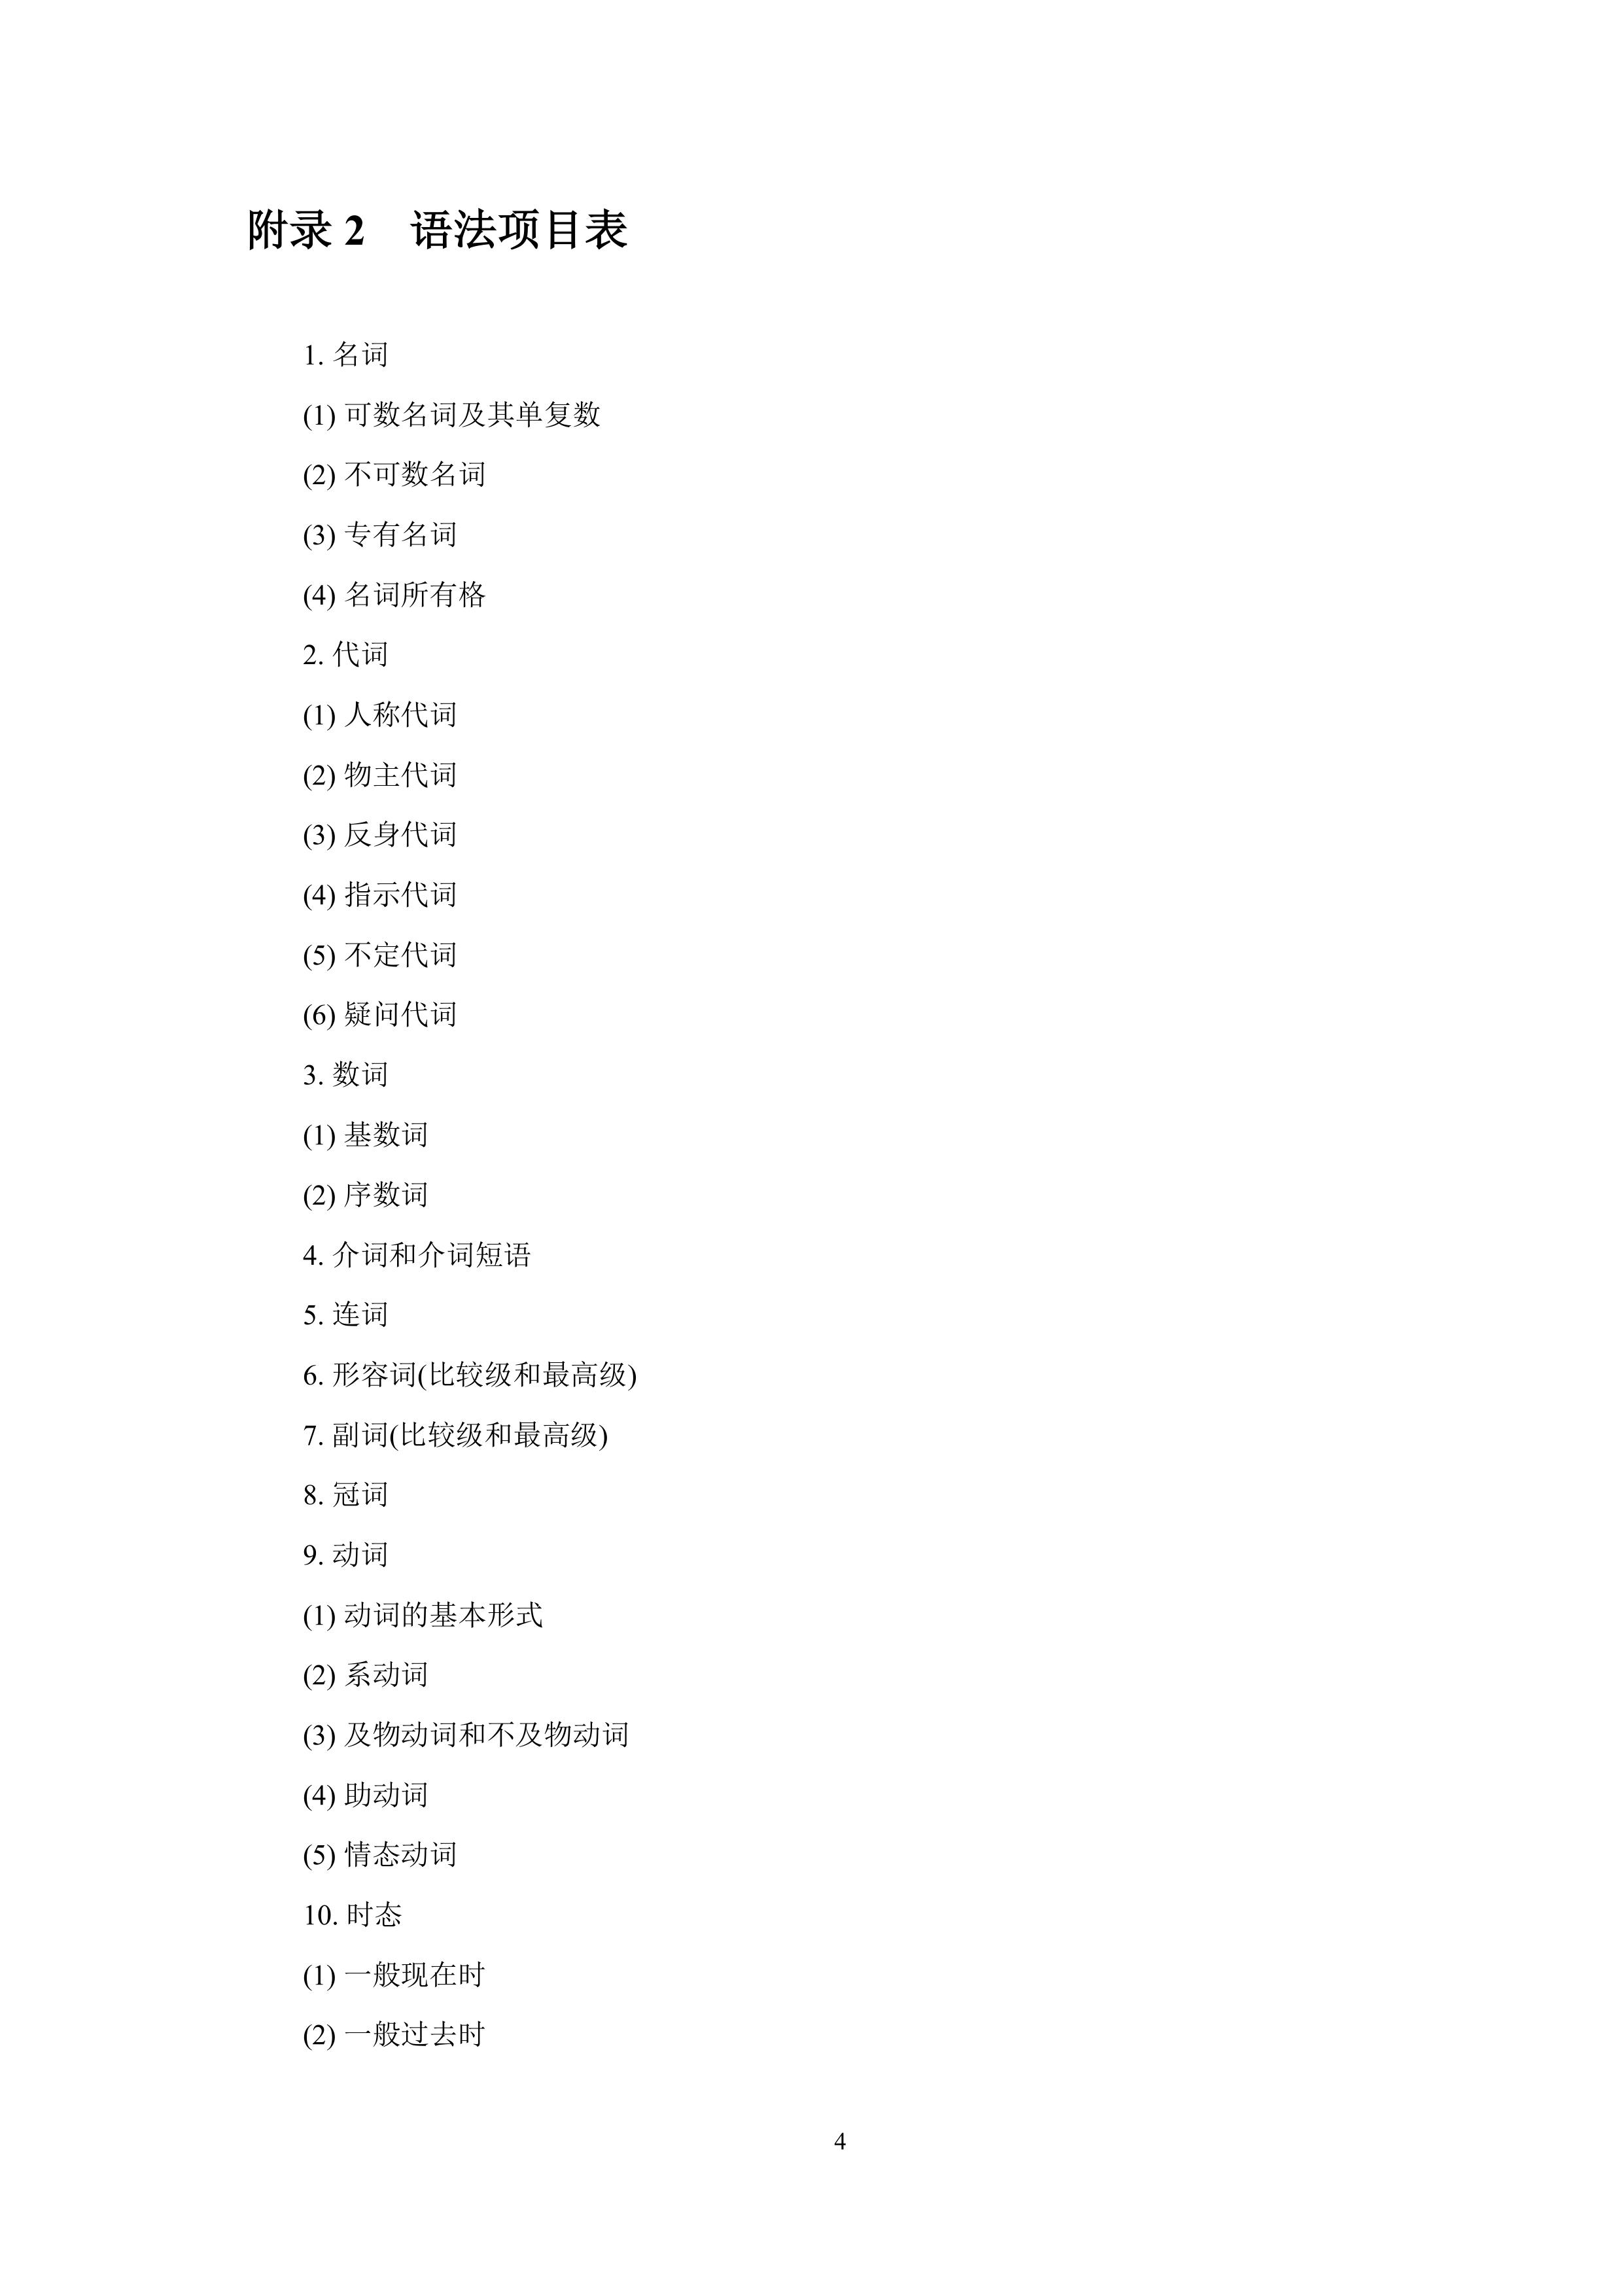 附录 2　语法项目表
1. 名词
(1) 可数名词及其单复数
(2) 不可数名词
(3) 专有名词
(4) 名词所有格
2. 代词
(1) 人称代词
(2) 物主代词
(3) 反身代词
(4) 指示代词
(5) 不定代词
(6) 疑问代词
3. 数词
(1) 基数词
(2) 序数词
4. 介词和介词短语
5. 连词
6. 形容词(比较级和最高级)
7. 副词(比较级和最高级)
8. 冠词
9. 动词
(1) 动词的基本形式
(2) 系动词
(3) 及物动词和不及物动词
(4) 助动词
(5) 情态动词
10. 时态
(1) 一般现在时
(2) 一般过去时
4